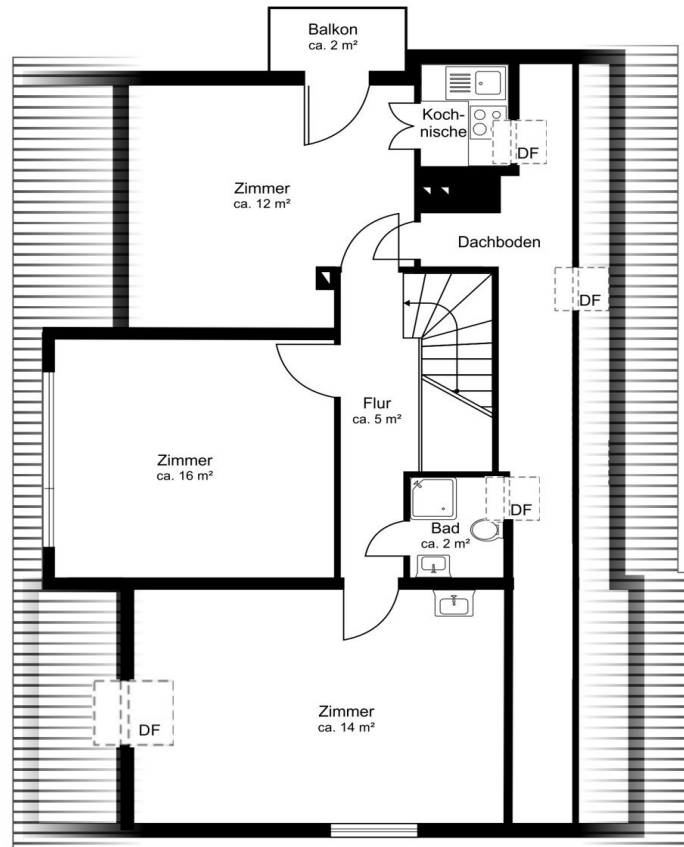 Balkon
ca. 2 m²
Koch-
nische
DF
Zimmer
ca. 12 m²
Dachboden
DF
Flur
ca. 5 m²
Zimmer
ca. 16 m²
DF
Bad
ca. 2 m²
Zimmer
ca. 14 m²
DF